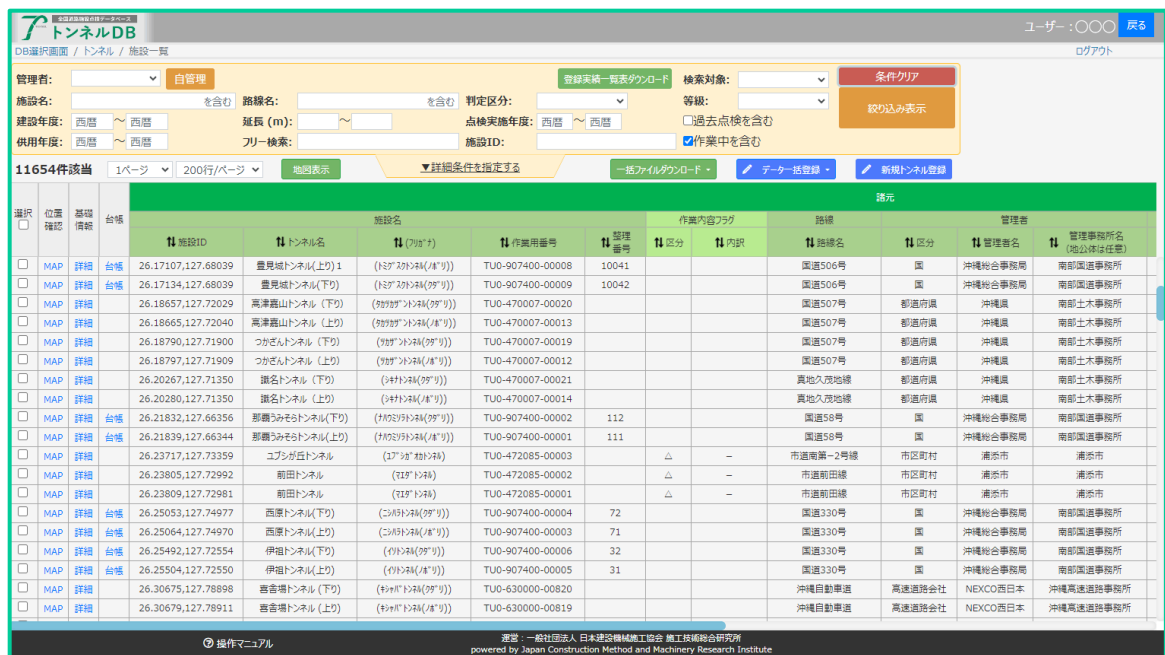 全国道路施設点検データベース
トンネルDB
ユーザー：〇〇〇 戻る
DB選択画面 / トンネル / 施設一覧 ログアウト
管理者: 自管理 登録実績一覧表ダウンロード 検索対象: 条件クリア
施設名: を含む 路線名: を含む 判定区分: 等級: 絞り込み表示
建設年度: 西暦 ～ 西暦 延長 (m): ～ 点検実施年度: 西暦 ～ 西暦 過去点検を含む
供用年度: 西暦 ～ 西暦 フリー検索: 施設ID: 作業中を含む
11654件該当 1ページ 200行/ページ 地図表示 ▼詳細条件を指定する 一括ファイルダウンロード データ一括登録 新規トンネル登録
諸元
選択 位置確認 基礎情報 台帳 施設名 作業内容フラグ 路線 管理者
施設ID トンネル名 (フリガナ) 作業用番号 整理番号 区分 内訳 路線名 区分 管理者名 管理事務所名(地公体は任意)
MAP 詳細 台帳 26.17107,127.68039 豊見城トンネル(上り)1 (トミグスクトンネル(ノボリ)) TU0-907400-00008 10041 国道506号 国 沖縄総合事務局 南部国道事務所
MAP 詳細 台帳 26.17134,127.68039 豊見城トンネル(下り) (トミグスクトンネル(クダリ)) TU0-907400-00009 10042 国道506号 国 沖縄総合事務局 南部国道事務所
MAP 詳細 26.18657,127.72029 高津嘉山トンネル（下り） (タカツカザントンネル(クダリ)) TU0-470007-00020 国道507号 都道府県 沖縄県 南部土木事務所
MAP 詳細 26.18665,127.72040 高津嘉山トンネル（上り） (タカツカザントンネル(ノボリ)) TU0-470007-00013 国道507号 都道府県 沖縄県 南部土木事務所
MAP 詳細 26.18790,127.71900 つかざんトンネル（下り） (ツカザントンネル(クダリ)) TU0-470007-00019 国道507号 都道府県 沖縄県 南部土木事務所
MAP 詳細 26.18797,127.71909 つかざんトンネル（上り） (ツカザントンネル(ノボリ)) TU0-470007-00012 国道507号 都道府県 沖縄県 南部土木事務所
MAP 詳細 26.20267,127.71350 識名トンネル（下り） (シキナトンネル(クダリ)) TU0-470007-00021 真地久茂地線 都道府県 沖縄県 南部土木事務所
MAP 詳細 26.20280,127.71350 識名トンネル（上り） (シキナトンネル(ノボリ)) TU0-470007-00014 真地久茂地線 都道府県 沖縄県 南部土木事務所
MAP 詳細 台帳 26.21832,127.66356 那覇うみそらトンネル(下り) (ナハウミソラトンネル(クダリ)) TU0-907400-00002 112 国道58号 国 沖縄総合事務局 南部国道事務所
MAP 詳細 台帳 26.21839,127.66344 那覇うみそらトンネル(上り) (ナハウミソラトンネル(ノボリ)) TU0-907400-00001 111 国道58号 国 沖縄総合事務局 南部国道事務所
MAP 詳細 26.23717,127.73359 ユブシが丘トンネル (ユブシガオカトンネル) TU0-472085-00003 △ － 市道南第－2号線 市区町村 浦添市 浦添市
MAP 詳細 26.23805,127.72992 前田トンネル (マエダトンネル) TU0-472085-00002 △ － 市道前田線 市区町村 浦添市 浦添市
MAP 詳細 26.23809,127.72981 前田トンネル (マエダトンネル) TU0-472085-00001 △ － 市道前田線 市区町村 浦添市 浦添市
MAP 詳細 台帳 26.25053,127.74977 西原トンネル(下り) (ニシハラトンネル(クダリ)) TU0-907400-00004 72 国道330号 国 沖縄総合事務局 南部国道事務所
MAP 詳細 台帳 26.25064,127.74970 西原トンネル(上り) (ニシハラトンネル(ノボリ)) TU0-907400-00003 71 国道330号 国 沖縄総合事務局 南部国道事務所
MAP 詳細 台帳 26.25492,127.72554 伊祖トンネル(下り) (イソトンネル(クダリ)) TU0-907400-00006 32 国道330号 国 沖縄総合事務局 南部国道事務所
MAP 詳細 台帳 26.25504,127.72550 伊祖トンネル(上り) (イソトンネル(ノボリ)) TU0-907400-00005 31 国道330号 国 沖縄総合事務局 南部国道事務所
MAP 詳細 26.30675,127.78898 喜舎場トンネル (下り) (キシャバトンネル(クダリ)) TU0-630000-00820 沖縄自動車道 高速道路会社 NEXCO西日本 沖縄高速道路事務所
MAP 詳細 26.30679,127.78911 喜舎場トンネル (上り) (キシャバトンネル(ノボリ)) TU0-630000-00819 沖縄自動車道 高速道路会社 NEXCO西日本 沖縄高速道路事務所
操作マニュアル
運営：一般社団法人 日本建設機械施工協会 施工技術総合研究所
powered by Japan Construction Method and Machinery Research Institute